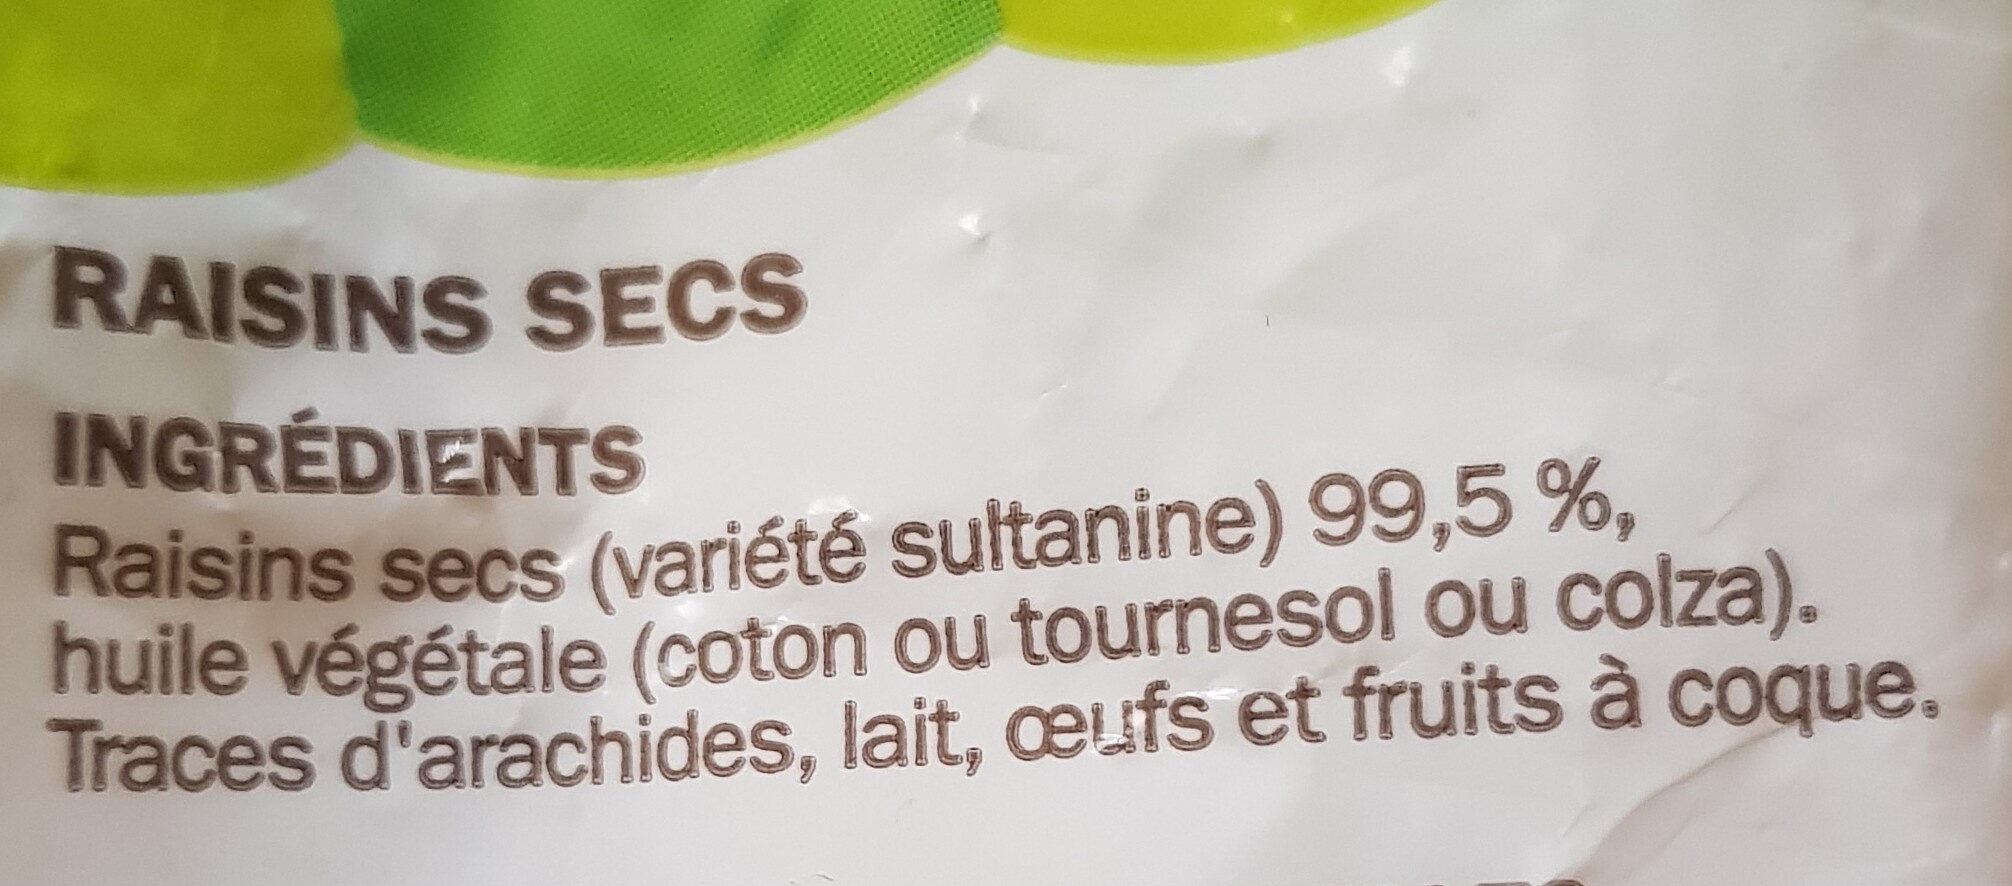 RAISINS SECS
INGRÉDIENTS
Raisins secs (variété sultanine) 99,5 %,
huile végétale (coton ou tournesol ou colza).
Traces d'arachides, lait, œufs et fruits à coque.